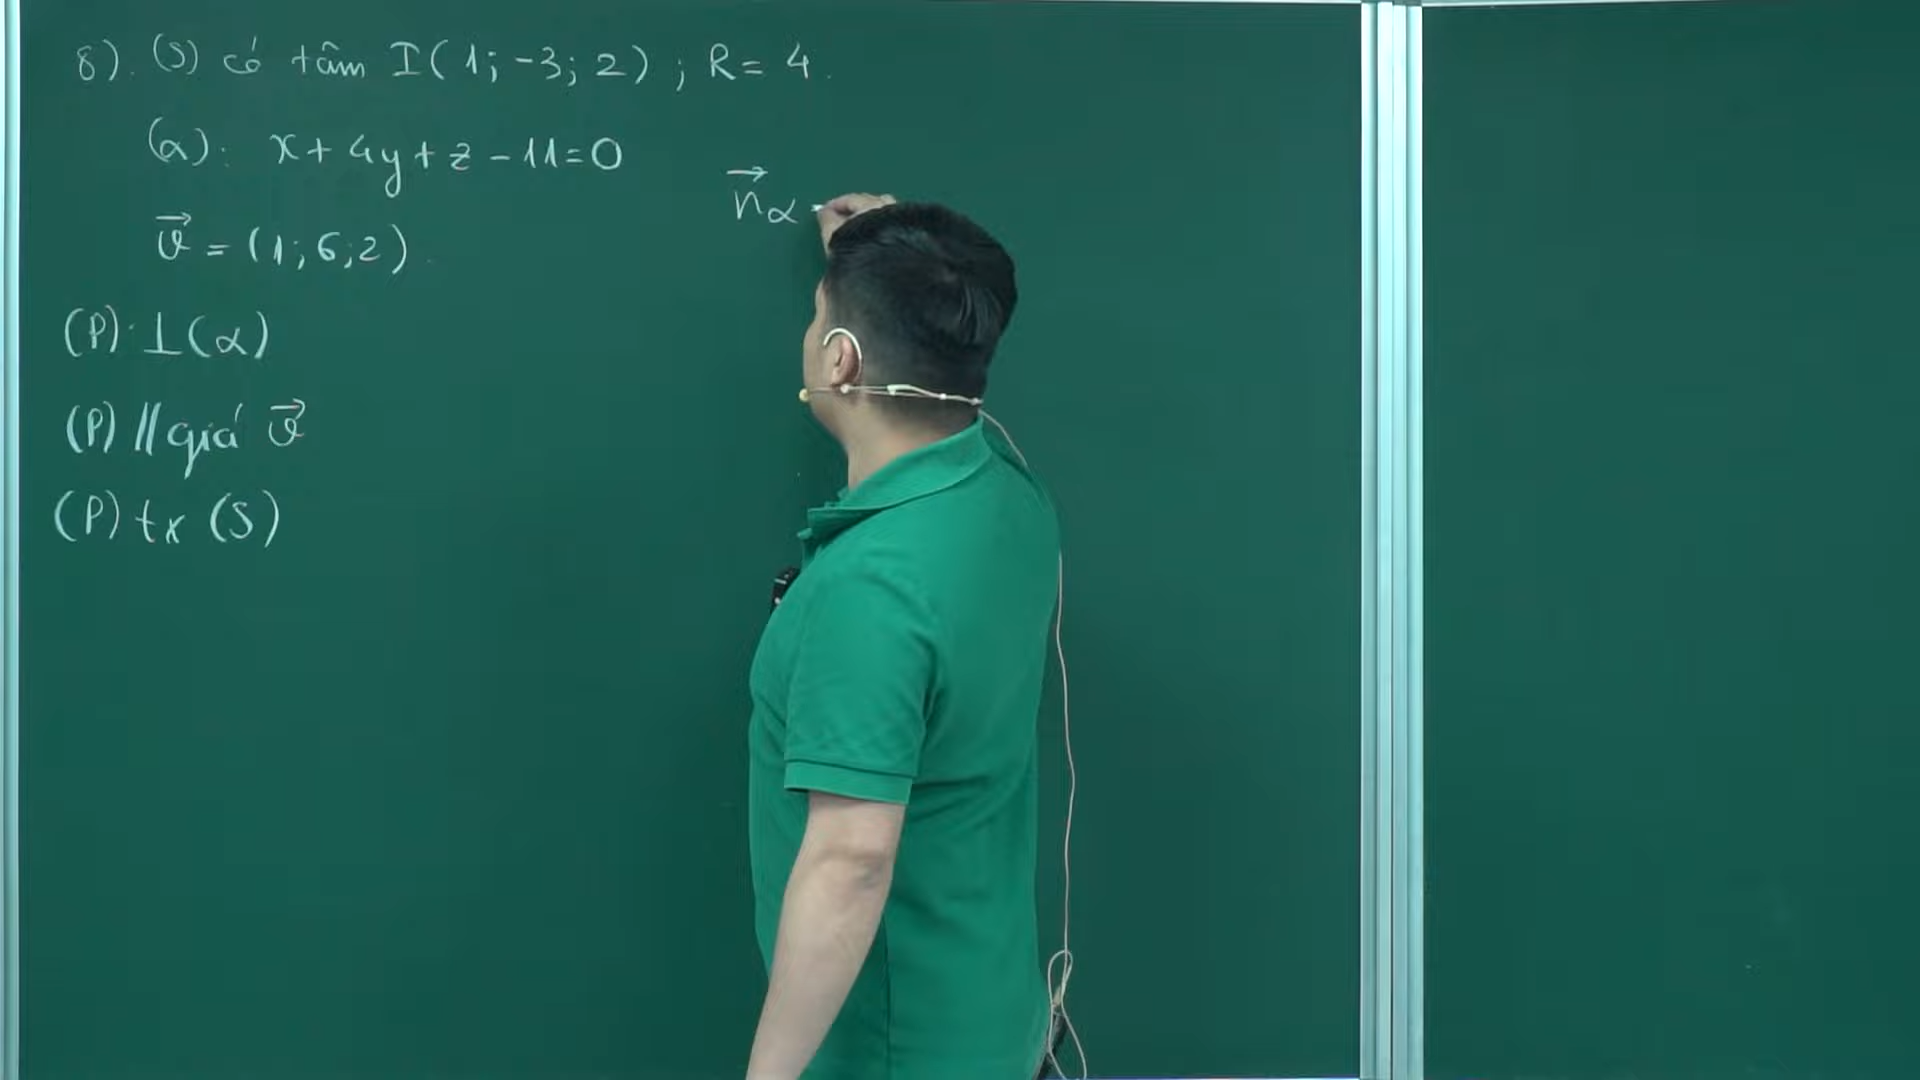 8). (S) có tâm I(1; -3; 2) ; R = 4.
(α): x + 4y + z - 11 = 0
v⃗ = (1; 6; 2).
(P): ⊥ (α)
(P) // giá v⃗
(P) tx (S)
n⃗α